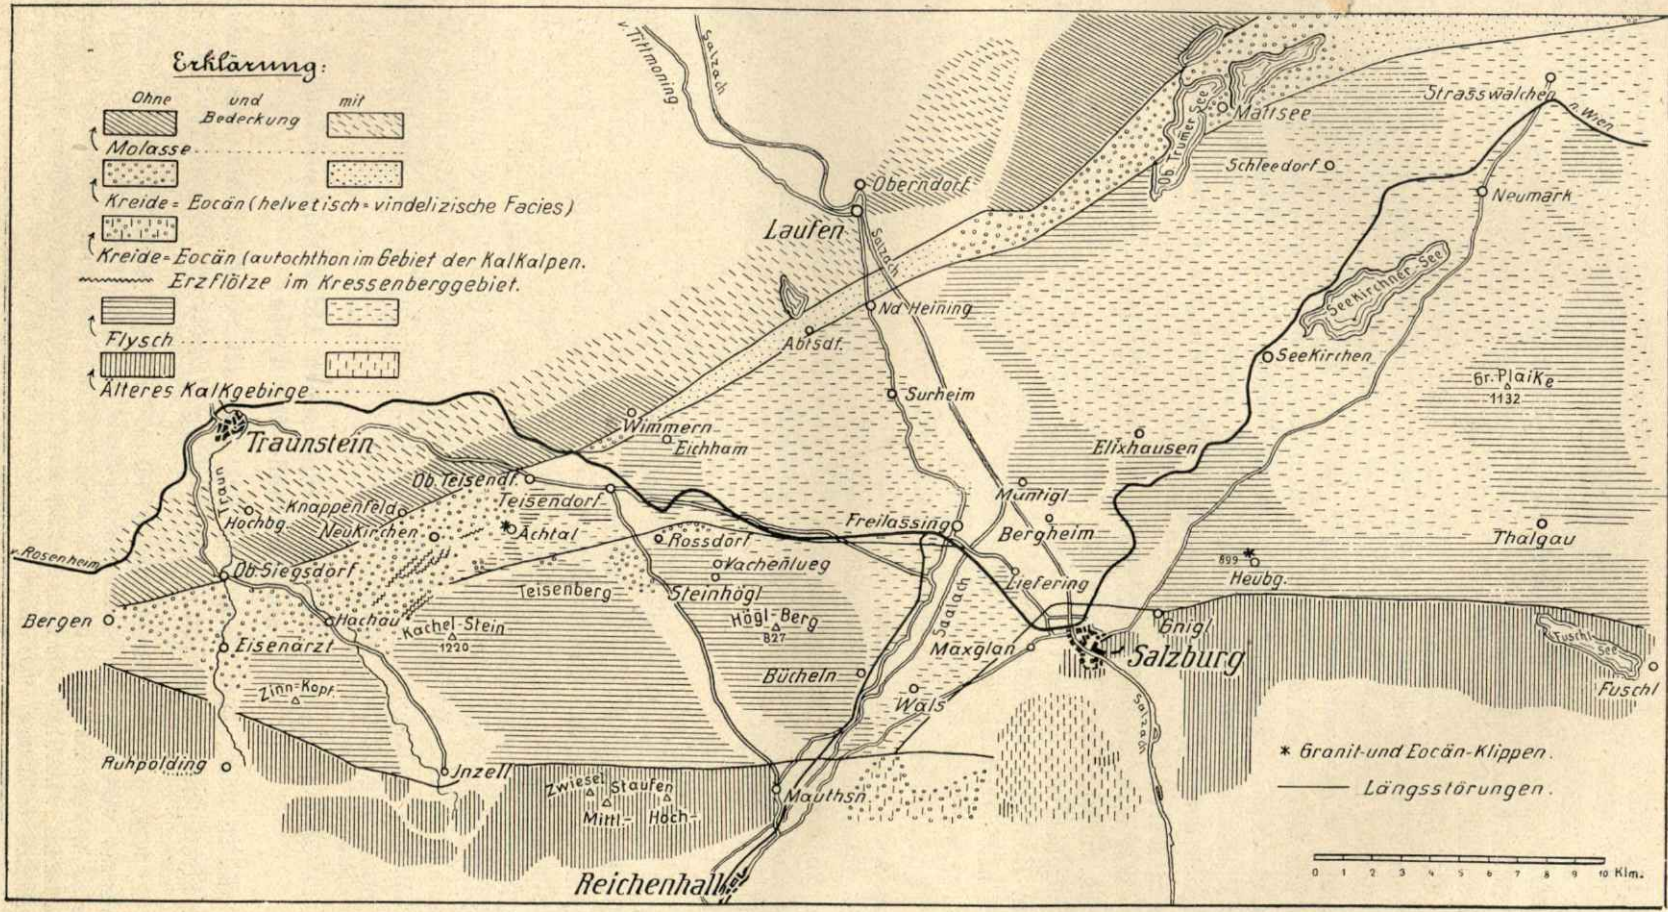 Erklärung:
Ohne und mit
Bedeckung
Molasse
Kreide=Eocän (helvetisch=vindelizische Facies)
Kreide=Eocän (autochthon im Gebiet der Kalkalpen.
Erzflötze im Kressenberggebiet.
Flysch
Älteres Kalkgebirge
v. Tittmoning
Salzach
Ob. Trumer See
Mattsee
Strasswalchen
n. Wien
Schleedorf
Neumark
Oberndorf
Laufen
Salzach
Seekirchner-See
Nd Heining
Abtsdf.
Seekirchen
Surheim
Gr. Plaike
1132
Traunstein
Wimmern
Eichham
Elixhausen
Traun
Ob. Teisendf.
Teisendorf
Muntigl
Hochbg.
Knappenfeld
Neukirchen
Achtal
Freilassing
Bergheim
Rossdorf
Thalgau
v. Rosenheim
Vachenlueg
899
Heubg.
Ob. Siegsdorf
Teisenberg
Steinhögl
Liefering
Saalach
Bergen
Hachau
Kachel-Stein
1220
Högl-Berg
827
Gnigl
Fuschl
See
Eisenärzt
Maxglan
Salzburg
Bücheln
Fuschl
Zinn=Kopf
Wals
Salzach
Ruhpolding
Jnzell
Zwiesel
Staufen
Mittl- Hoch-
Mauthsn.
Reichenhall
* Granit-und Eocän-Klippen.
Längsstörungen.
0 1 2 3 4 5 6 7 8 9 10 Klm.